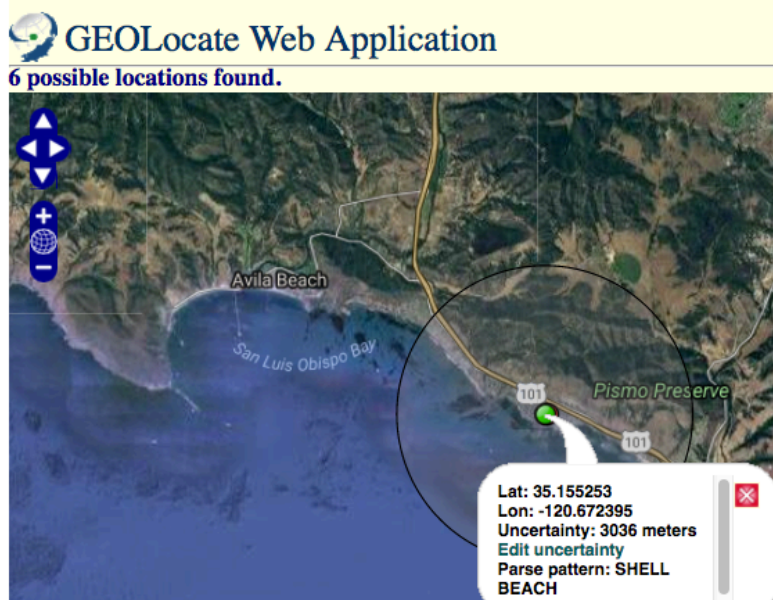 GEOLocate Web Application
6 possible locations found.
Avila Beach
San Luis Obispo Bay
101
Pismo Preserve
101
Lat: 35.155253
Lon: -120.672395
Uncertainty: 3036 meters
Edit uncertainty
Parse pattern: SHELL
BEACH